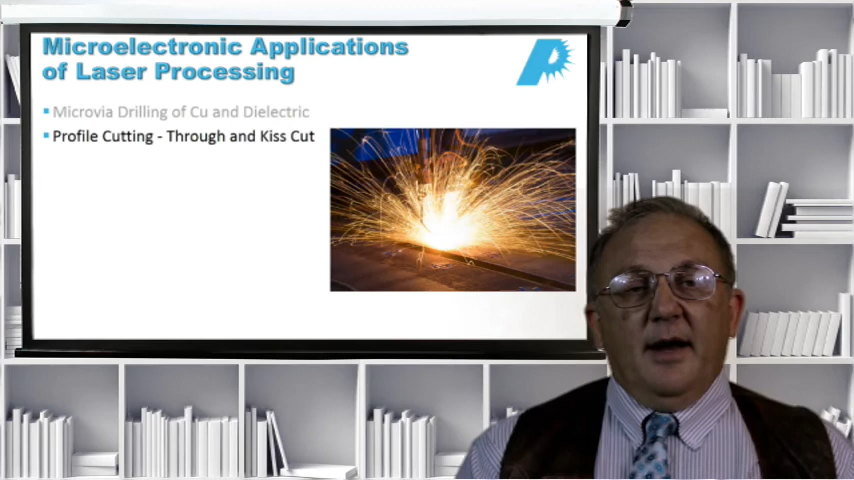 Microelectronic Applications
of Laser Processing
▪ Microvia Drilling of Cu and Dielectric
▪ Profile Cutting - Through and Kiss Cut